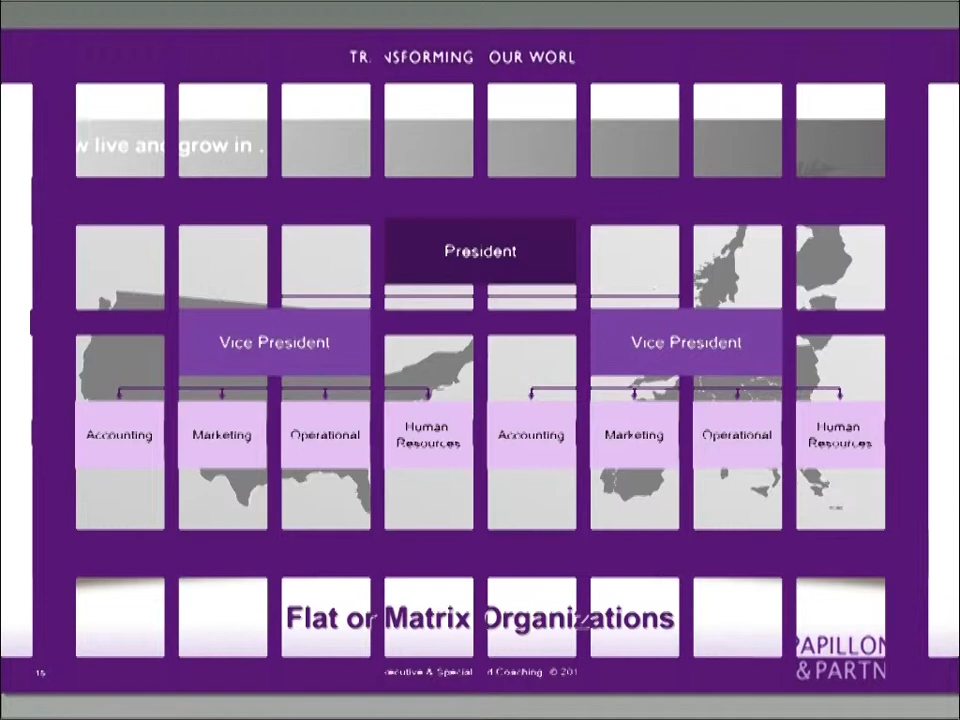 TR NSFORMING OUR WORL
w live and grow in .
President
Vice President Vice President
Accounting Marketing Operational Human Resources Accounting Marketing Operational Human Resources
Flat or Matrix Organizations
PAPILLON
& PARTN
15 ecutive & Special d Coaching © 201